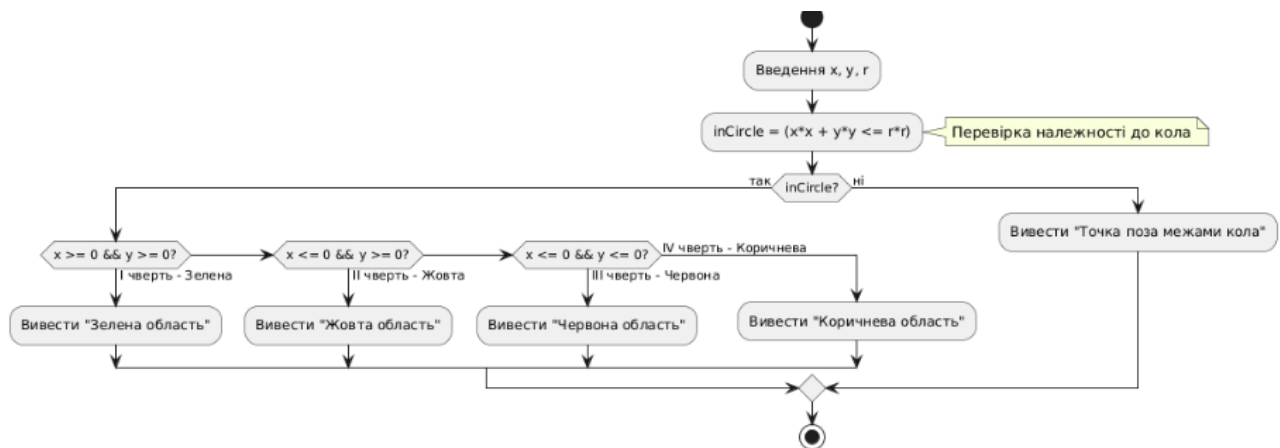 Введення x, y, r
inCircle = (x*x + y*y <= r*r)
Перевірка належності до кола
так
inCircle?
ні
x >= 0 && y >= 0?
x <= 0 && y >= 0?
x <= 0 && y <= 0?
IV чверть - Коричнева
I чверть - Зелена
II чверть - Жовта
III чверть - Червона
Вивести "Точка поза межами кола"
Вивести "Зелена область"
Вивести "Жовта область"
Вивести "Червона область"
Вивести "Коричнева область"